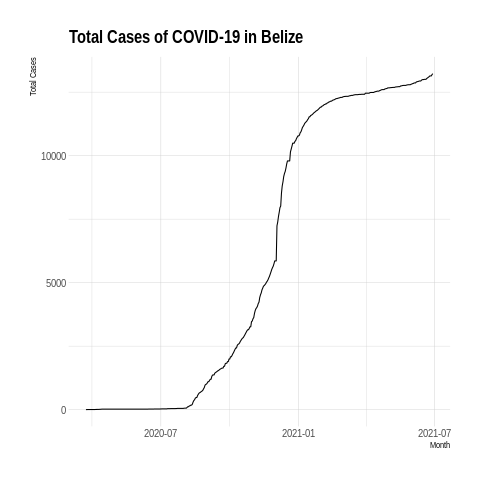 Total Cases of COVID-19 in Belize
Total Cases
10000
5000
0
2020-07
2021-01
2021-07
Month